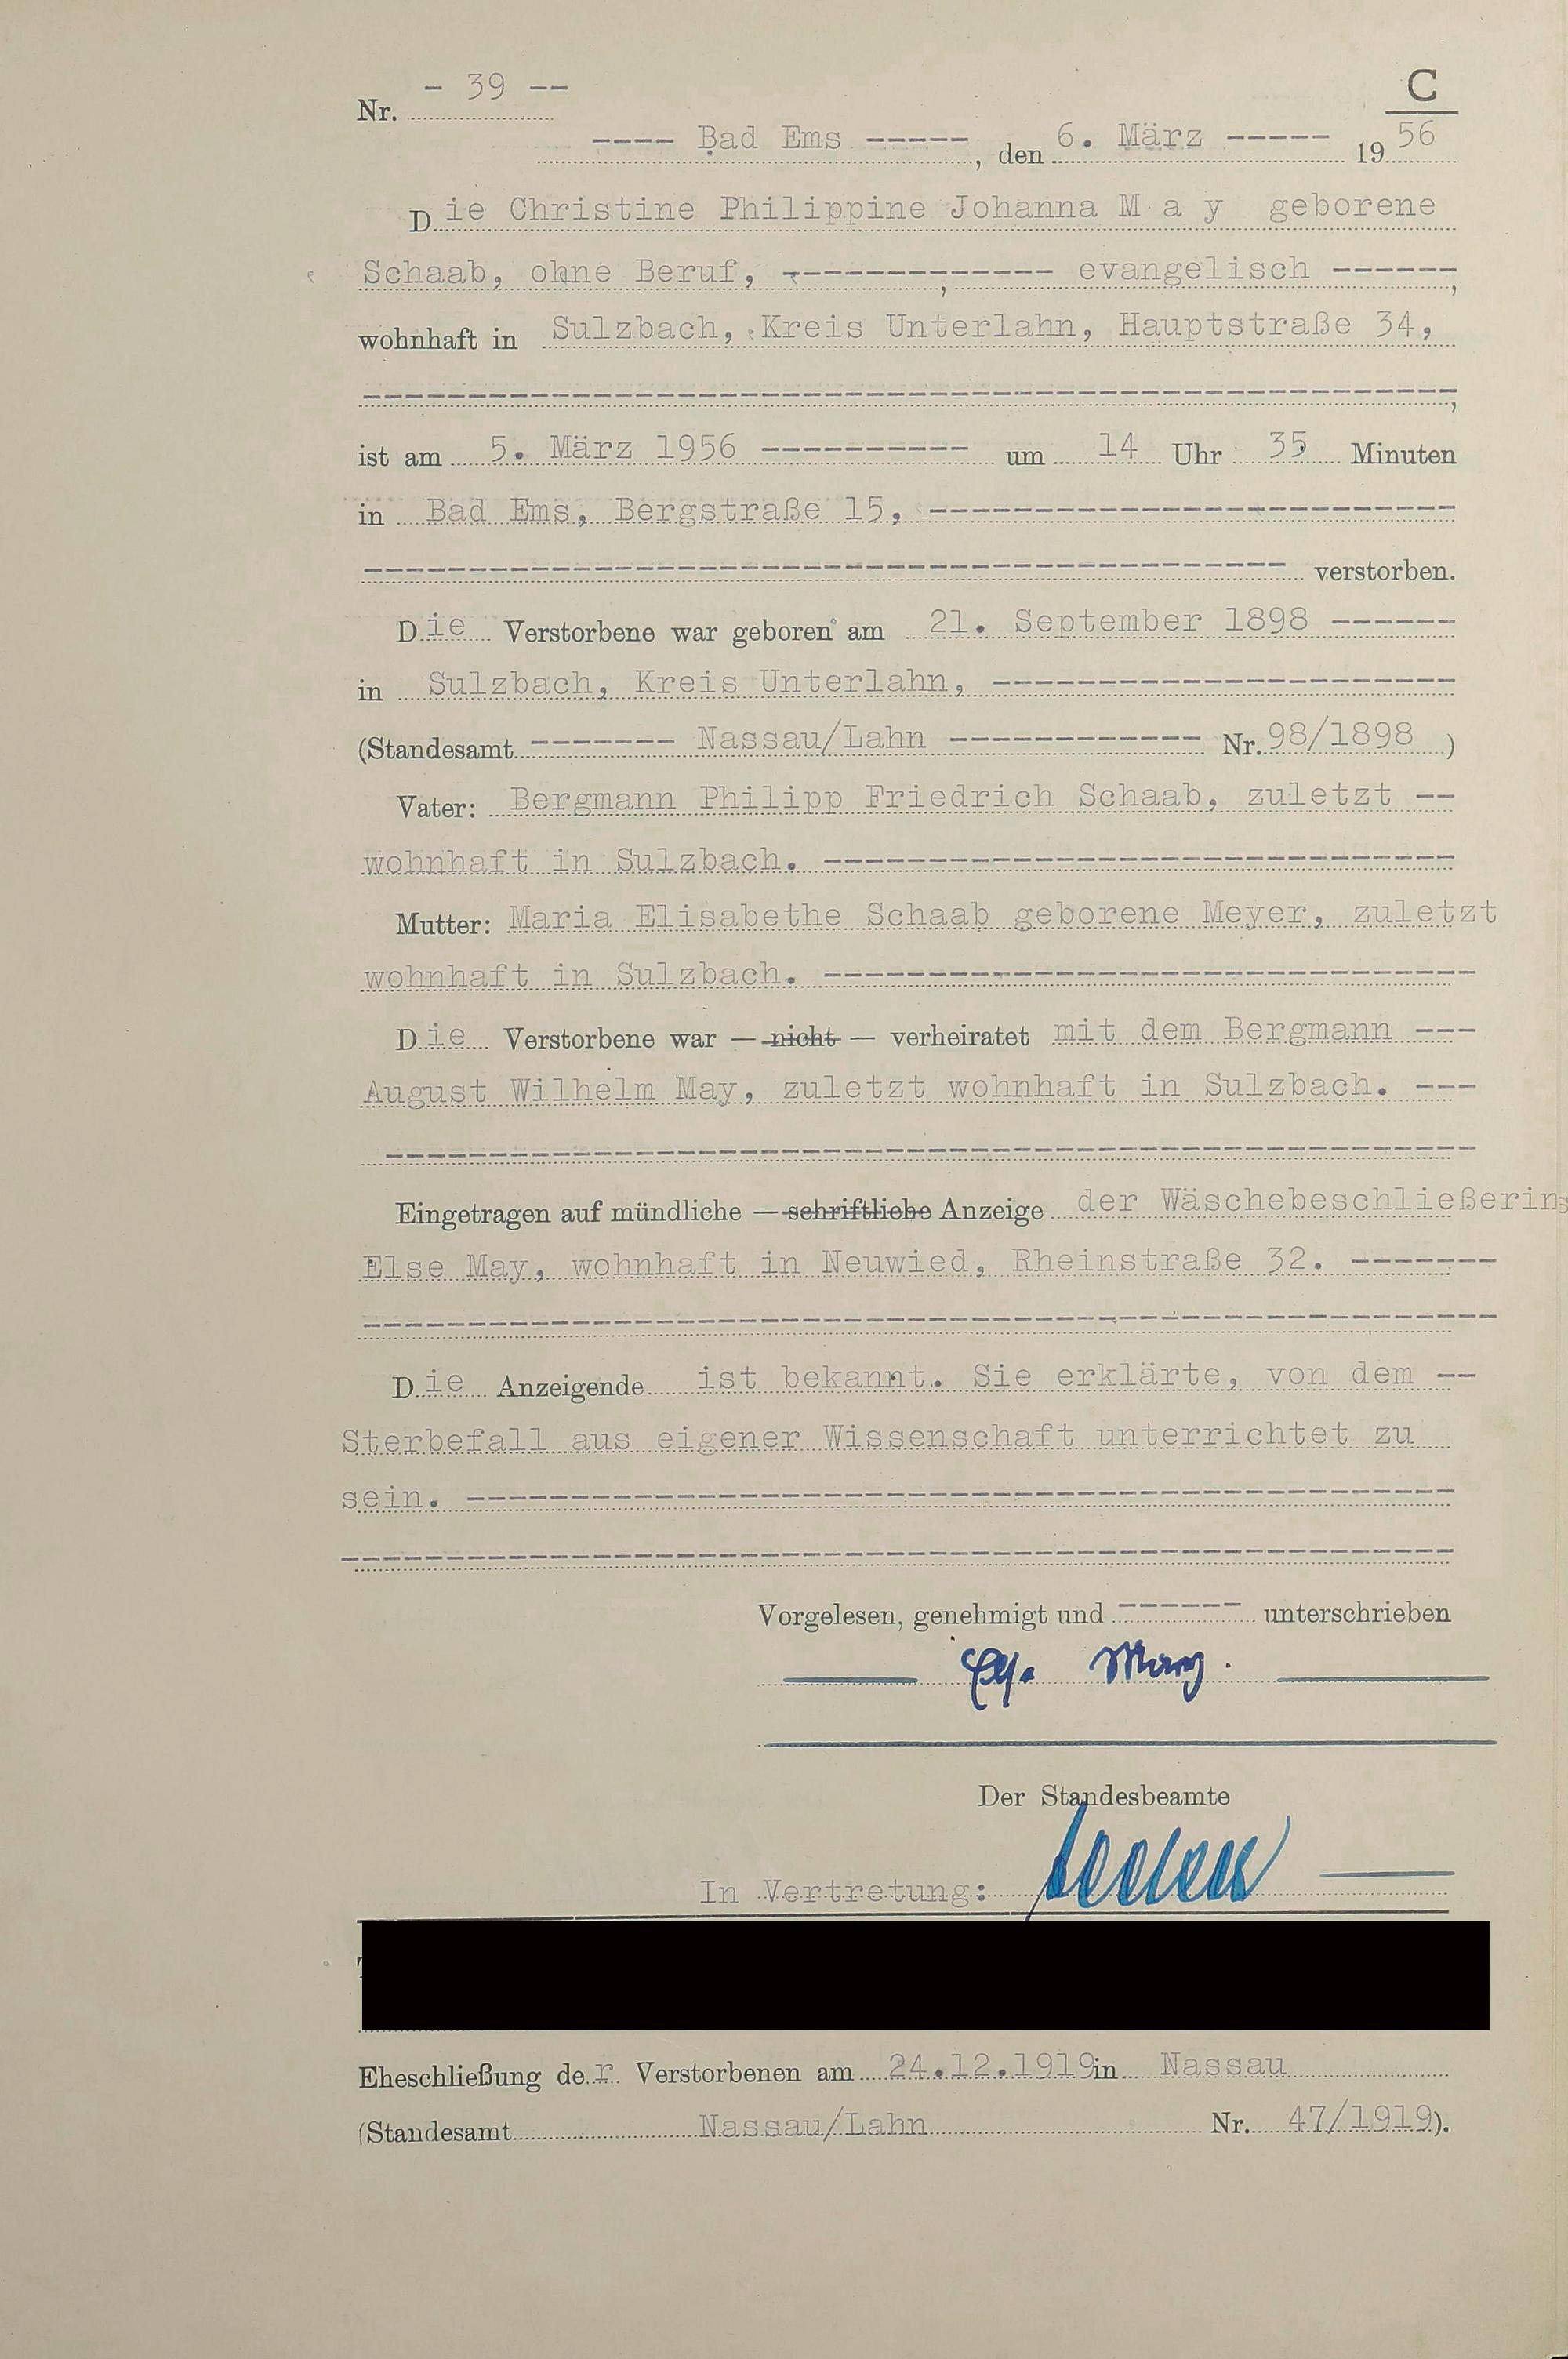 C
Nr. - 39 --
---- Bad Ems -----, den 6. März ----- 1956
Die Christine Philippine Johanna M a y geborene
Schaab, ohne Beruf, -------------, evangelisch ------,
wohnhaft in Sulzbach, Kreis Unterlahn, Hauptstraße 34,
----------------------------------------------------,
ist am 5. März 1956 ---------- um 14 Uhr 35 Minuten
in Bad Ems, Bergstraße 15, -------------------------
-------------------------------------------- verstorben.
Die Verstorbene war geboren am 21. September 1898 ------
in Sulzbach, Kreis Unterlahn, ----------------------
(Standesamt ------- Nassau/Lahn ------------ Nr. 98/1898 )
Vater: Bergmann Philipp Friedrich Schaab, zuletzt --
wohnhaft in Sulzbach. ------------------------------
Mutter: Maria Elisabethe Schaab geborene Meyer, zuletzt
wohnhaft in Sulzbach. -------------------------------
Die Verstorbene war — nicht — verheiratet mit dem Bergmann ---
August Wilhelm May, zuletzt wohnhaft in Sulzbach. ---
----------------------------------------------------
Eingetragen auf mündliche — schriftliche Anzeige der Wäschebeschließerin
Else May, wohnhaft in Neuwied, Rheinstraße 32. -------
------------------------------------------------------
Die Anzeigende ist bekannt. Sie erklärte, von dem --
Sterbefall aus eigener Wissenschaft unterrichtet zu
sein. -----------------------------------------------
-----------------------------------------------------
Vorgelesen, genehmigt und ------ unterschrieben
May.
Der Standesbeamte
In Vertretung:
Eheschließung der Verstorbenen am 24.12.1919 in Nassau
(Standesamt Nassau/Lahn Nr. 47/1919).